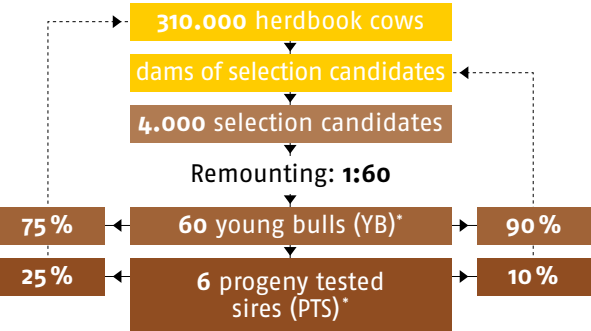 310.000 herdbook cows
dams of selection candidates
4.000 selection candidates
Remounting: 1:60
75 % 60 young bulls (YB)* 90 %
25 % 6 progeny tested 10 %
sires (PTS)*